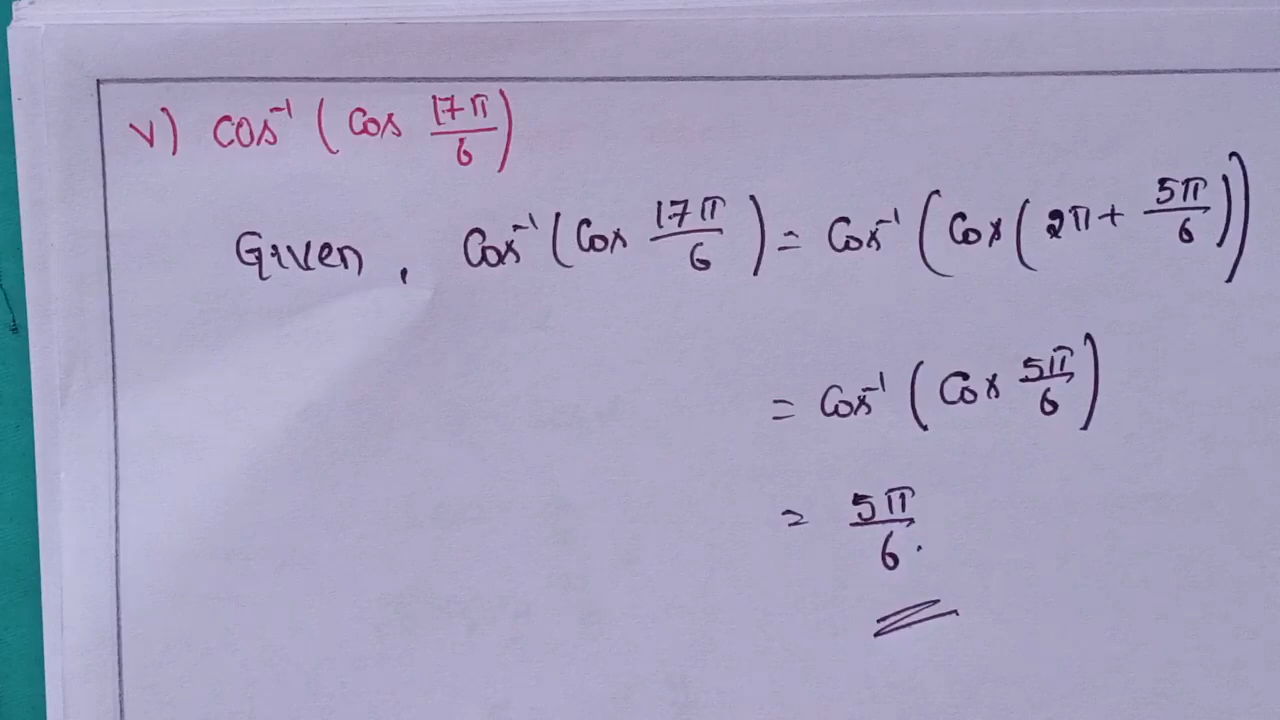 v) cos⁻¹ (cos 17π/6)
Given, cos⁻¹ (cos 17π/6) = cos⁻¹ (cos (2π + 5π/6))
= cos⁻¹ (cos 5π/6)
= 5π/6.